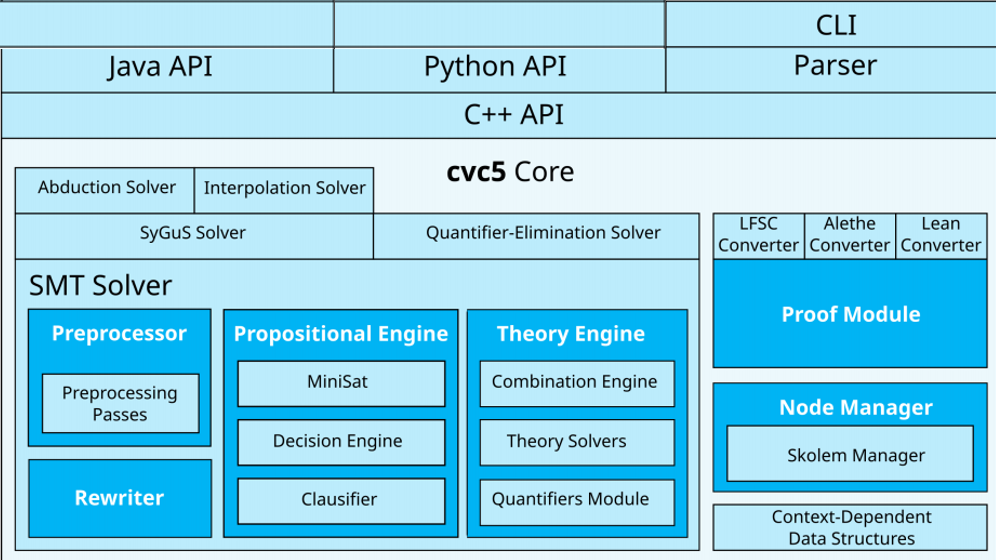 CLI
Java API
Python API
Parser
C++ API
cvc5 Core
Abduction Solver
Interpolation Solver
SyGuS Solver
Quantifier-Elimination Solver
LFSC
Converter
Alethe
Converter
Lean
Converter
SMT Solver
Preprocessor
Preprocessing
Passes
Rewriter
Propositional Engine
MiniSat
Decision Engine
Clausifier
Theory Engine
Combination Engine
Theory Solvers
Quantifiers Module
Proof Module
Node Manager
Skolem Manager
Context-Dependent
Data Structures